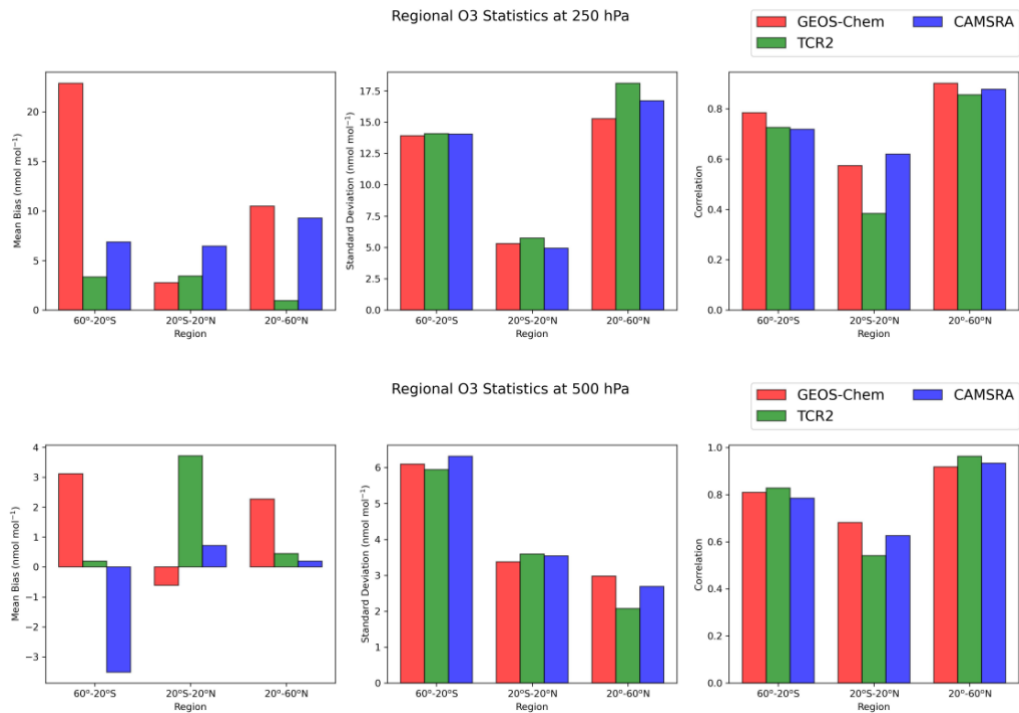 Regional O3 Statistics at 250 hPa
GEOS-Chem
TCR2
CAMSRA
Mean Bias (nmol mol⁻¹)
20
15
10
5
0
60°-20°S
20°S-20°N
20°-60°N
Region
Standard Deviation (nmol mol⁻¹)
17.5
15.0
12.5
10.0
7.5
5.0
2.5
0.0
60°-20°S
20°S-20°N
20°-60°N
Region
Correlation
0.8
0.6
0.4
0.2
0.0
60°-20°S
20°S-20°N
20°-60°N
Region
Regional O3 Statistics at 500 hPa
GEOS-Chem
TCR2
CAMSRA
Mean Bias (nmol mol⁻¹)
4
3
2
1
0
−1
−2
−3
60°-20°S
20°S-20°N
20°-60°N
Region
Standard Deviation (nmol mol⁻¹)
6
5
4
3
2
1
0
60°-20°S
20°S-20°N
20°-60°N
Region
Correlation
1.0
0.8
0.6
0.4
0.2
0.0
60°-20°S
20°S-20°N
20°-60°N
Region